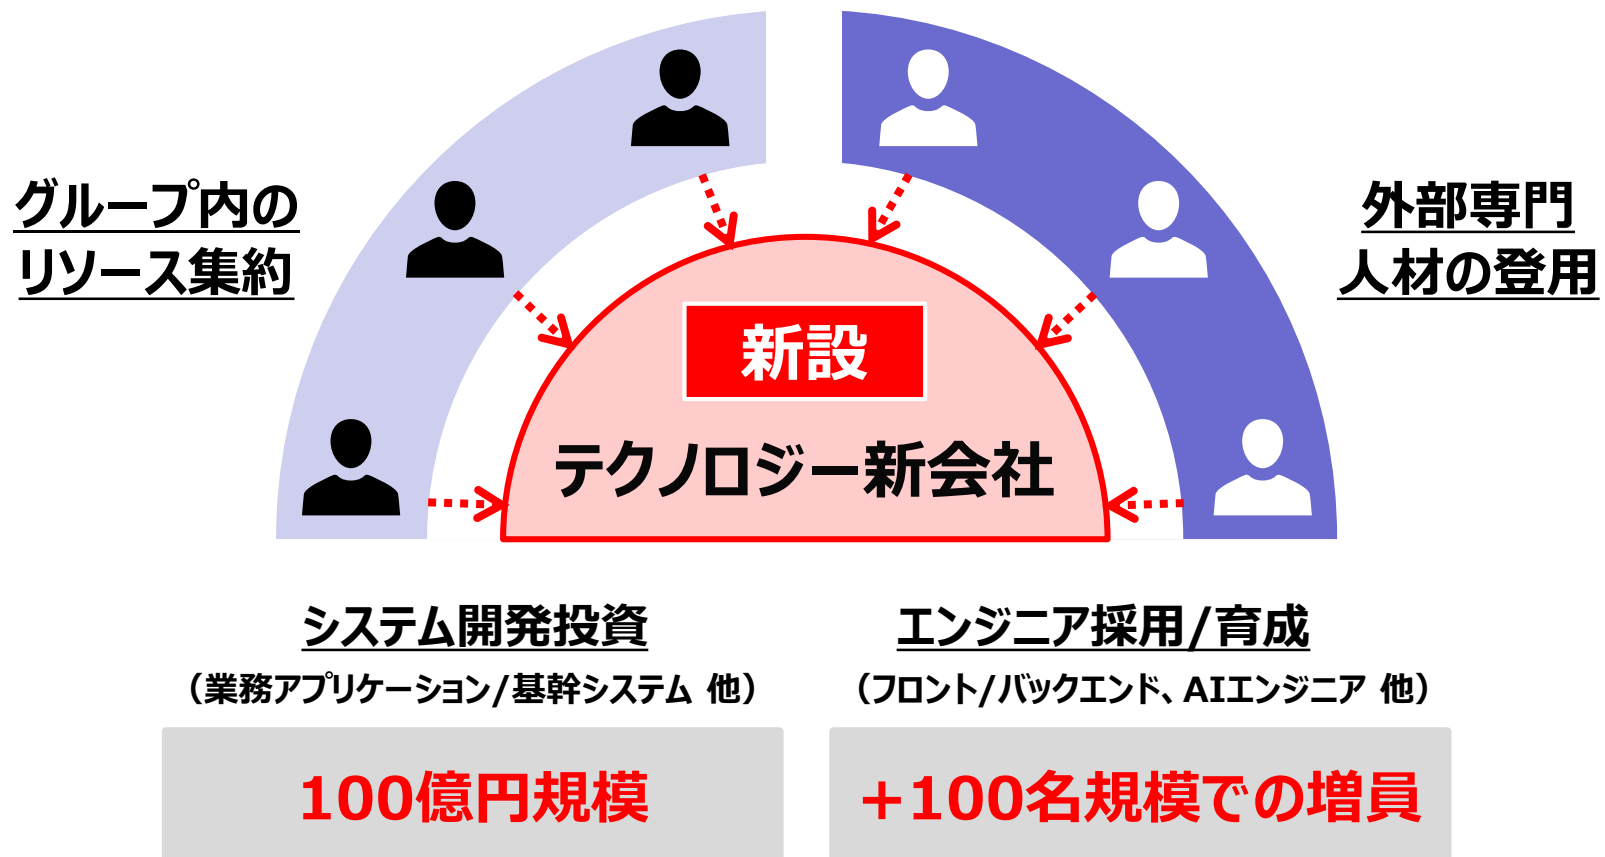 グループ内の
リソース集約
外部専門
人材の登用
新設
テクノロジー新会社
システム開発投資
（業務アプリケーション/基幹システム 他）
100億円規模
エンジニア採用/育成
（フロント/バックエンド、AIエンジニア 他）
+100名規模での増員